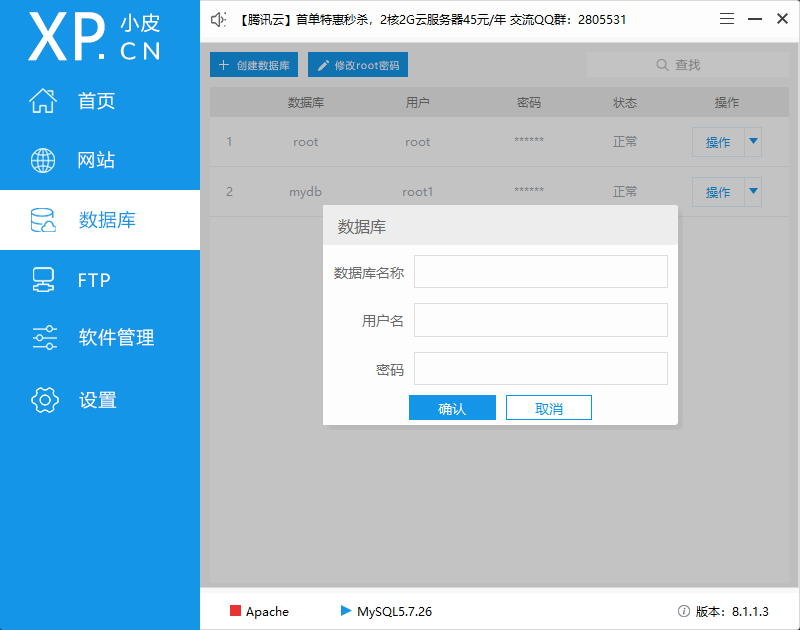 XP.小皮CN
【腾讯云】首单特惠秒杀，2核2G云服务器45元/年 交流QQ群：2805531
首页
网站
数据库
FTP
软件管理
设置
创建数据库 修改root密码 查找
数据库 用户 密码 状态 操作
1 root root ****** 正常 操作
2 mydb root1 ****** 正常 操作
数据库
数据库名称
用户名
密码
确认 取消
Apache MySQL5.7.26 版本：8.1.1.3